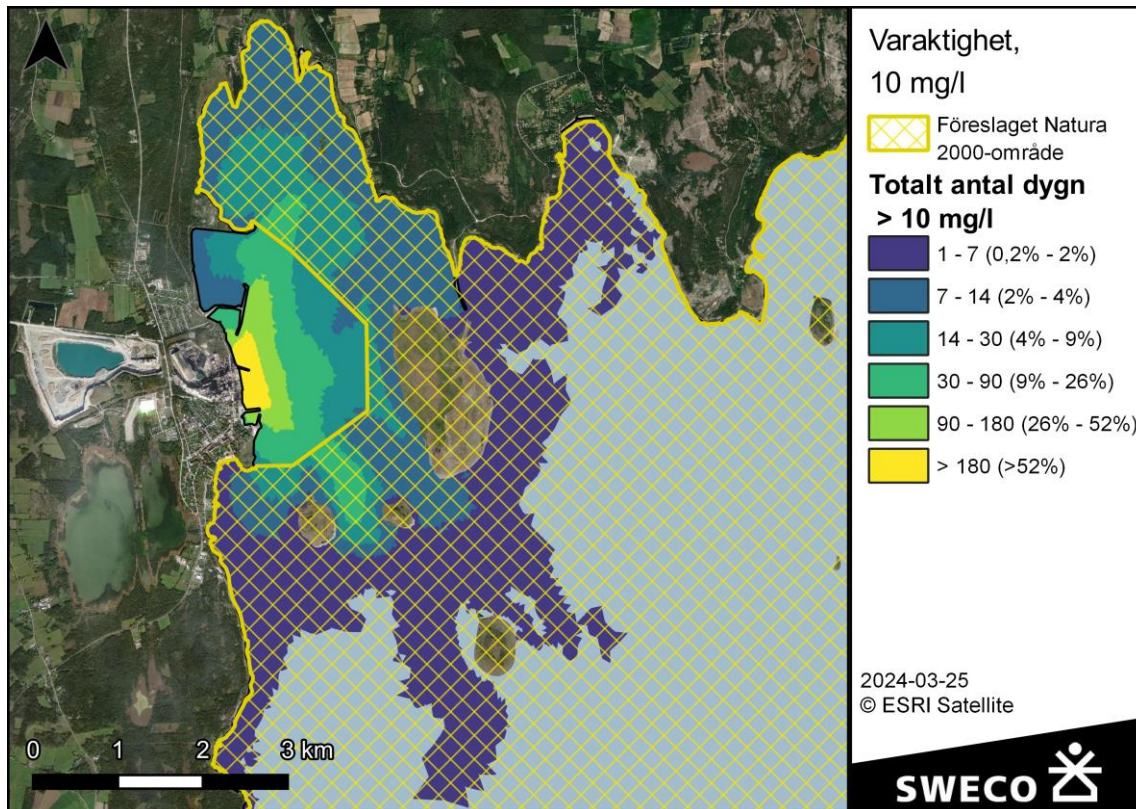 Varaktighet,
10 mg/l
Föreslaget Natura
2000-område
Totalt antal dygn
> 10 mg/l
1 - 7 (0,2% - 2%)
7 - 14 (2% - 4%)
14 - 30 (4% - 9%)
30 - 90 (9% - 26%)
90 - 180 (26% - 52%)
> 180 (>52%)
2024-03-25
© ESRI Satellite
SWECO
0 1 2 3 km